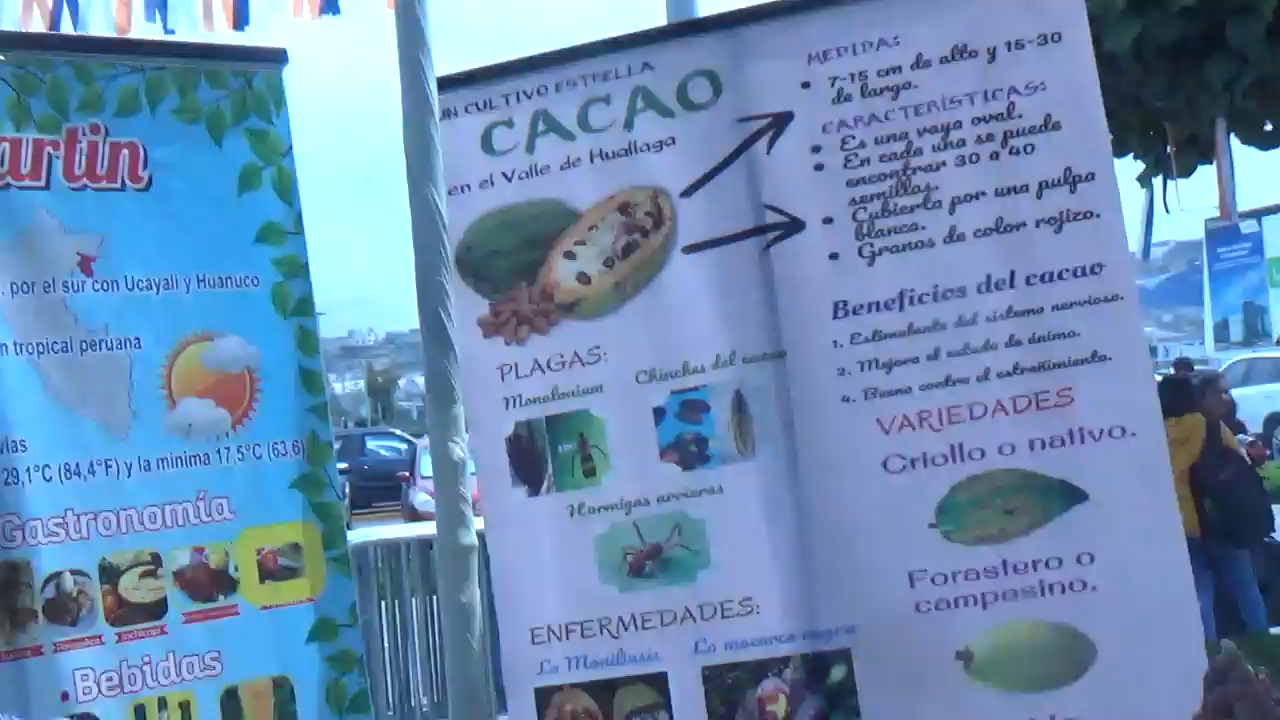 artin
, por el sur con Ucayali y Huanuco
n tropical peruana
29,1°C (84,4°F) y la minima 17,5°C (63,6)
Gastronomía
Bebidas
UN CULTIVO ESTRELLA
CACAO
en el Valle de Huallaga
PLAGAS:
Monalonium
Chinches del cacao
Hormigas arrieras
ENFERMEDADES:
La Moniliasis
La mazorca negra
MEDIDAS:
• 7-15 cm de alto y 15-30
de largo.
CARACTERÍSTICAS:
• Es una vaya oval.
• En cada una se puede
encontrar 30 a 40
semillas.
• Cubierta por una pulpa
blanca.
• Granos de color rojizo.
Beneficios del cacao
1. Estimulante del sistema nervioso.
2. Mejora el estado de ánimo.
4. Bueno contra el estreñimiento.
VARIEDADES
Criollo o nativo.
Forastero o
campesino.